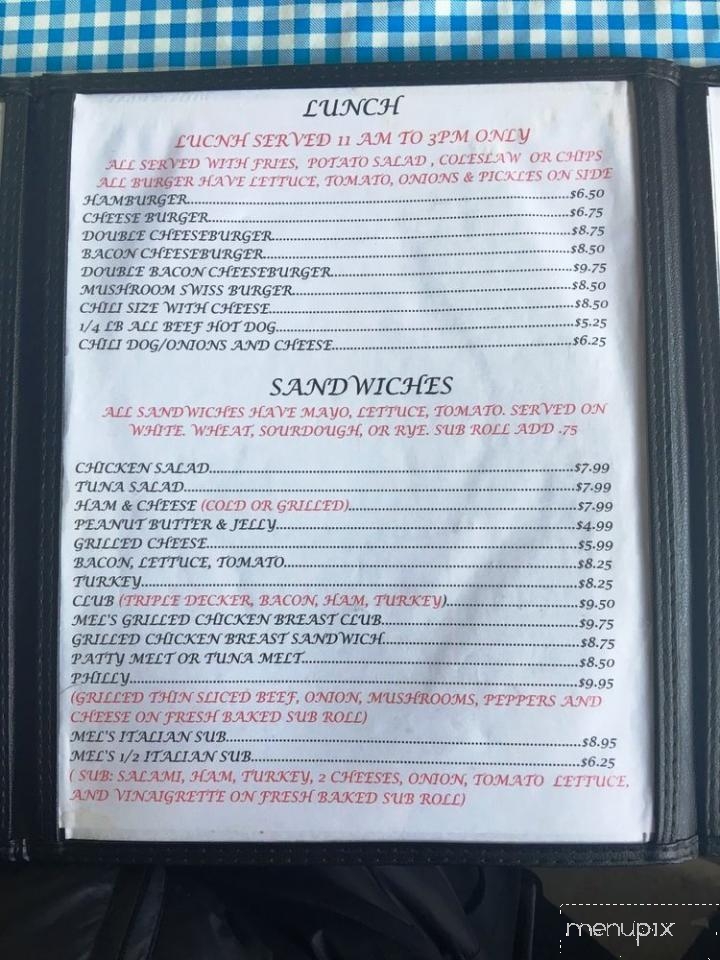 LUNCH
LUCNH SERVED 11 AM TO 3PM ONLY
ALL SERVED WITH FRIES, POTATO SALAD , COLESLAW OR CHIPS
ALL BURGER HAVE LETTUCE, TOMATO, ONIONS & PICKLES ON SIDE
HAMBURGER...$6.50
CHEESE BURGER...$6.75
DOUBLE CHEESEBURGER...$8.75
BACON CHEESEBURGER...$8.50
DOUBLE BACON CHEESEBURGER...$9.75
MUSHROOM SWISS BURGER...$8.50
CHILI SIZE WITH CHEESE...$8.50
1/4 LB ALL BEEF HOT DOG...$5.25
CHILI DOG/ONIONS AND CHEESE...$6.25
SANDWICHES
ALL SANDWICHES HAVE MAYO, LETTUCE, TOMATO. SERVED ON
WHITE. WHEAT, SOURDOUGH, OR RYE. SUB ROLL ADD .75
CHICKEN SALAD...$7.99
TUNA SALAD...$7.99
HAM & CHEESE (COLD OR GRILLED)...$7.99
PEANUT BUTTER & JELLY...$4.99
GRILLED CHEESE...$5.99
BACON, LETTUCE, TOMATO...$8.25
TURKEY...$8.25
CLUB (TRIPLE DECKER, BACON, HAM, TURKEY)...$9.50
MEL'S GRILLED CHICKEN BREAST CLUB...$9.75
GRILLED CHICKEN BREAST SANDWICH...$8.75
PATTY MELT OR TUNA MELT...$8.50
PHILLY...$9.95
(GRILLED THIN SLICED BEEF, ONION, MUSHROOMS, PEPPERS AND
CHEESE ON FRESH BAKED SUB ROLL)
MEL'S ITALIAN SUB...$8.95
MEL'S 1/2 ITALIAN SUB...$6.25
( SUB: SALAMI, HAM, TURKEY, 2 CHEESES, ONION, TOMATO LETTUCE,
AND VINAIGRETTE ON FRESH BAKED SUB ROLL)
menupix